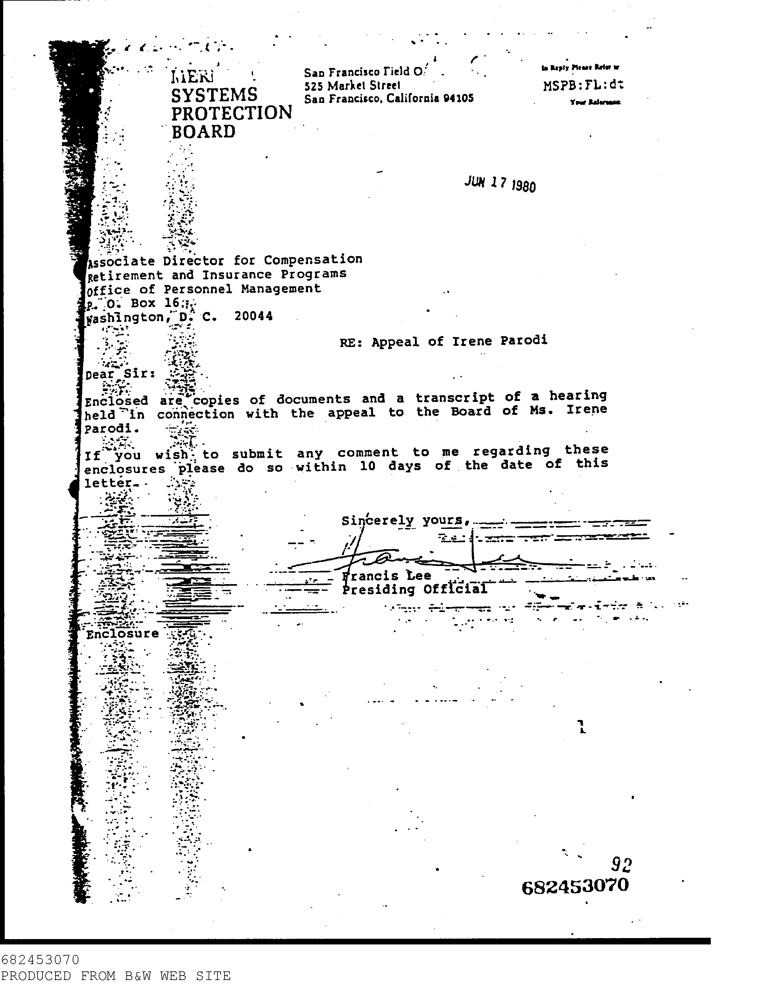 MERI
SYSTEMS
PROTECTION
BOARD
San Francisco Field
525 Market Street
San Francisco, California 94105
In Reply Please Refer to
MSPB:FL:dt
Your Reference
JUN 17 1980
Associate Director for Compensation
Retirement and Insurance Programs
Office of Personnel Management
P. O. Box 16
Washington, D. C. 20044
RE: Appeal of Irene Parodi
Dear Sir:
Enclosed are copies of documents and a transcript of a hearing
held in connection with the appeal to the Board of Ms. Irene
Parodi.
If you wish to submit any comment to me regarding these
enclosures please do so within 10 days of the date of this
letter.
Sincerely yours,
Francis Lee
Francis Lee
Presiding Official
Enclosure
1
92
682453070
682453070
PRODUCED FROM B&W WEB SITE